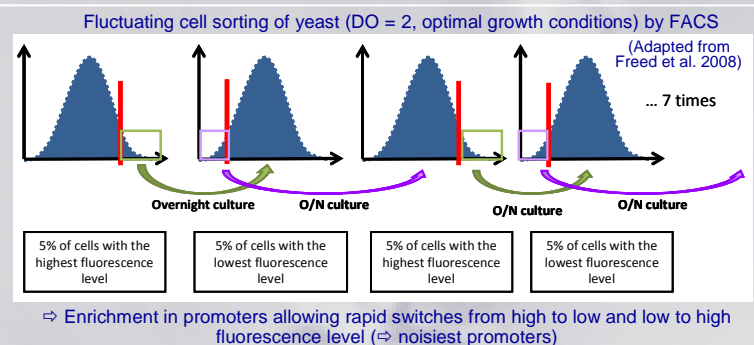 Fluctuating cell sorting of yeast (DO = 2, optimal growth conditions) by FACS
(Adapted from
Freed et al. 2008)
... 7 times
Overnight culture
O/N culture
O/N culture
O/N culture
5% of cells with the
highest fluorescence
level
5% of cells with the
lowest fluorescence
level
5% of cells with the
highest fluorescence
level
5% of cells with the
lowest fluorescence
level
⇨ Enrichment in promoters allowing rapid switches from high to low and low to high
fluorescence level (⇨ noisiest promoters)